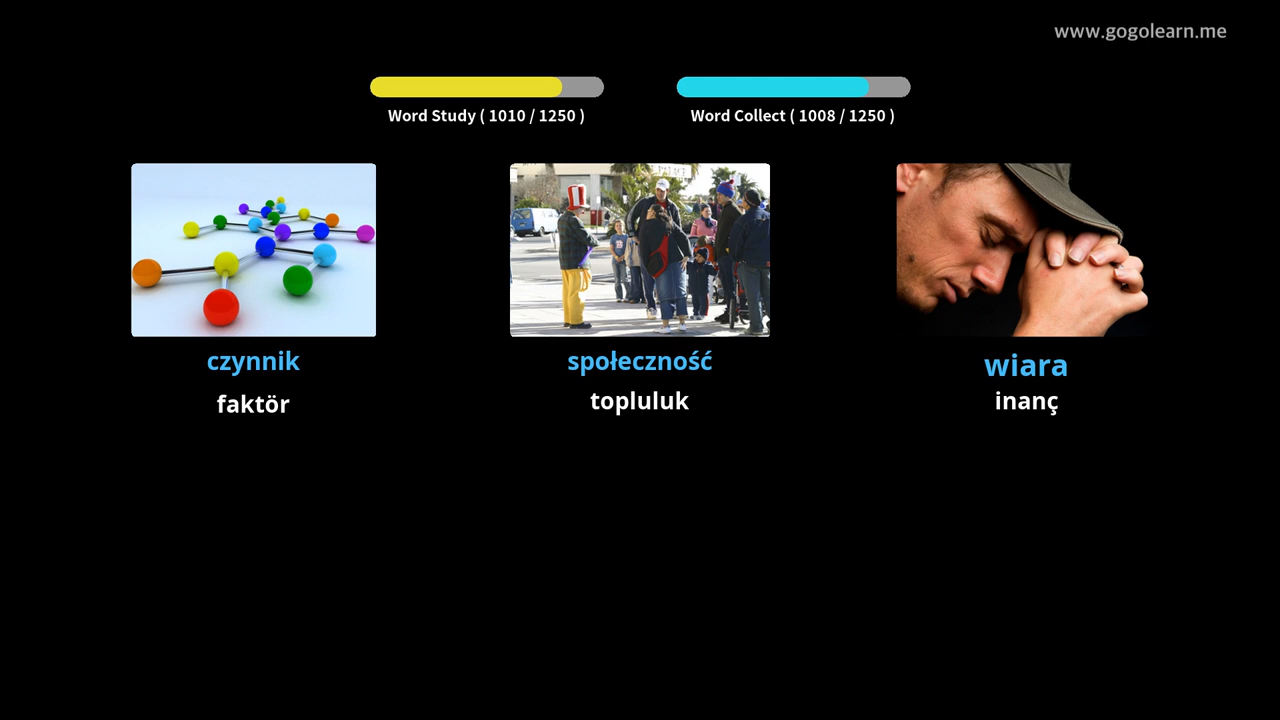 www.gogolearn.me
Word Study ( 1010 / 1250 )
Word Collect ( 1008 / 1250 )
czynnik
faktör
społeczność
topluluk
wiara
inanç